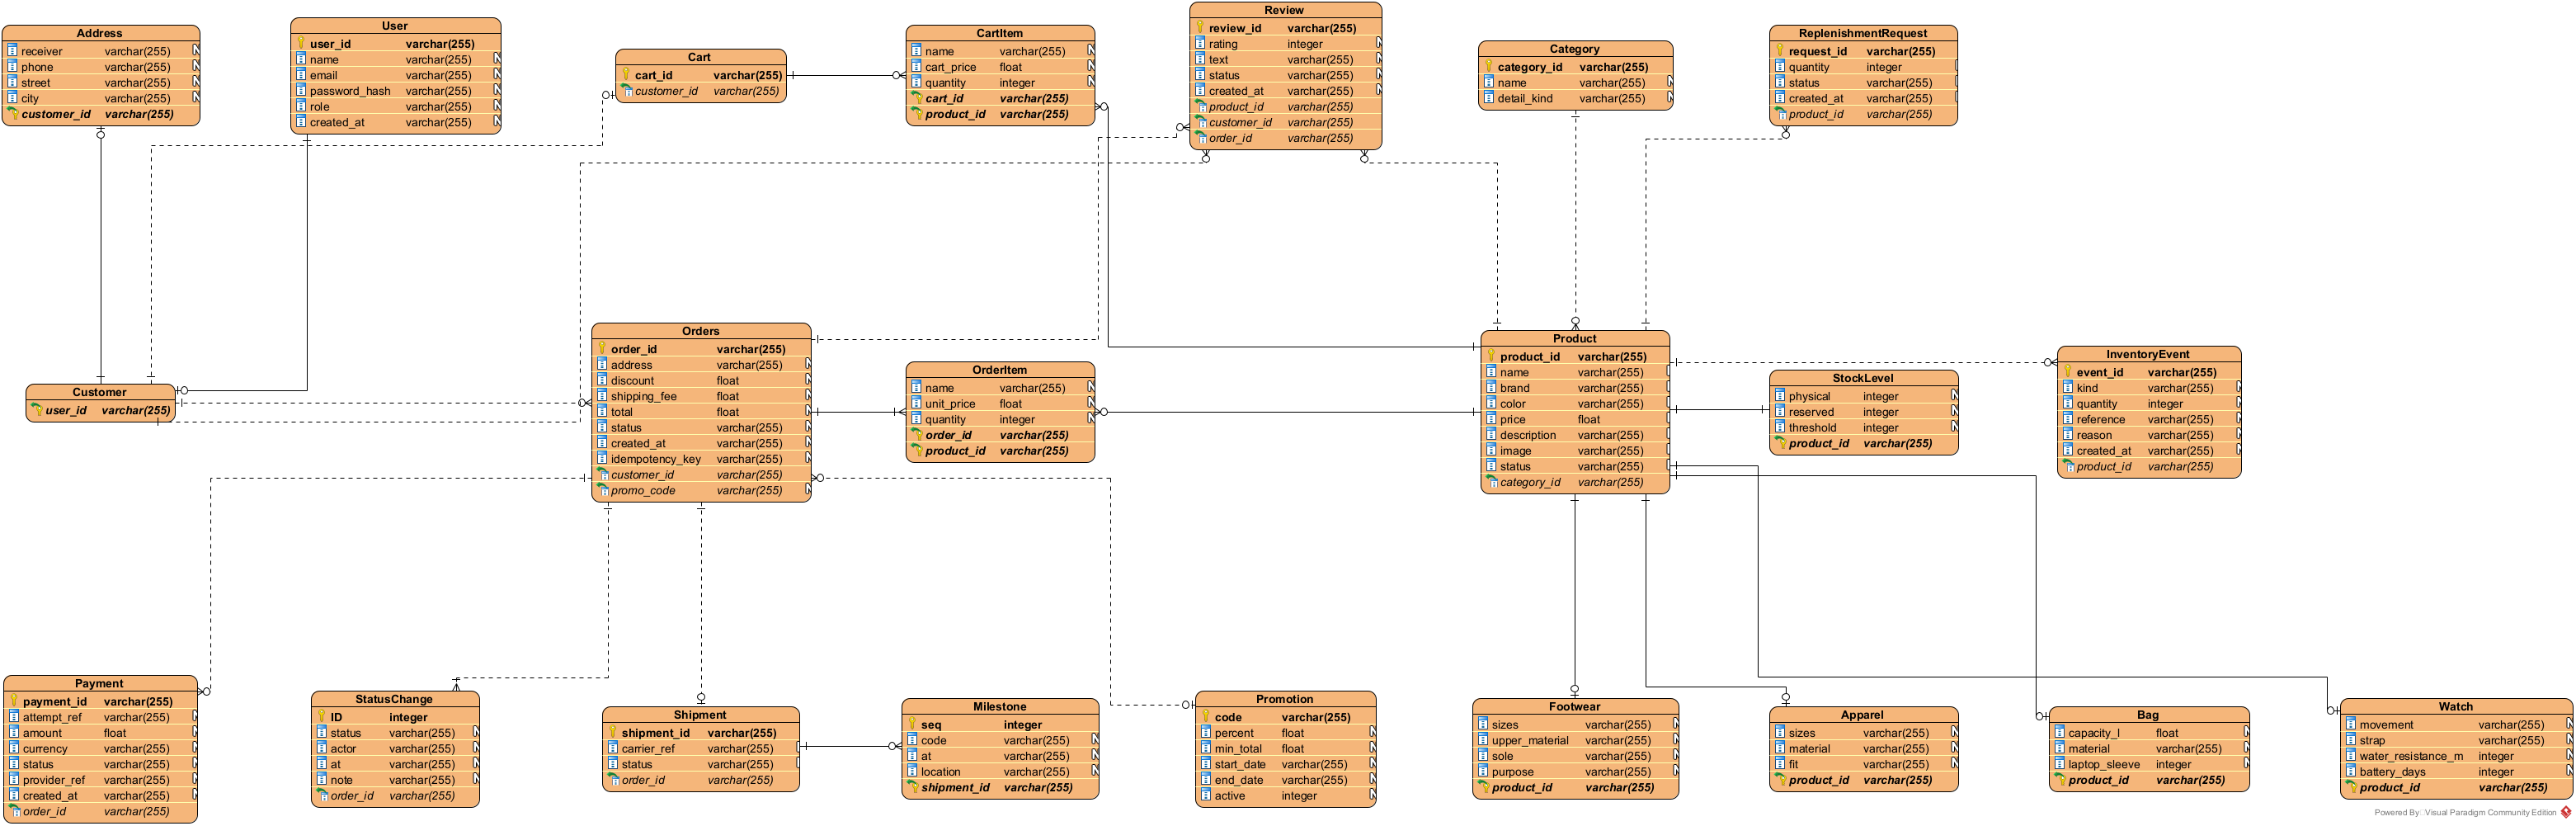 Address
receiver varchar(255)
phone varchar(255)
street varchar(255)
city varchar(255)
customer_id varchar(255)
User
user_id varchar(255)
name varchar(255)
email varchar(255)
password_hash varchar(255)
role varchar(255)
created_at varchar(255)
Cart
cart_id varchar(255)
customer_id varchar(255)
CartItem
name varchar(255)
cart_price float
quantity integer
cart_id varchar(255)
product_id varchar(255)
Review
review_id varchar(255)
rating integer
text varchar(255)
status varchar(255)
created_at varchar(255)
product_id varchar(255)
customer_id varchar(255)
order_id varchar(255)
Category
category_id varchar(255)
name varchar(255)
detail_kind varchar(255)
ReplenishmentRequest
request_id varchar(255)
quantity integer
status varchar(255)
created_at varchar(255)
product_id varchar(255)
Customer
user_id varchar(255)
Orders
order_id varchar(255)
address varchar(255)
discount float
shipping_fee float
total float
status varchar(255)
created_at varchar(255)
idempotency_key varchar(255)
customer_id varchar(255)
promo_code varchar(255)
OrderItem
name varchar(255)
unit_price float
quantity integer
order_id varchar(255)
product_id varchar(255)
Product
product_id varchar(255)
name varchar(255)
brand varchar(255)
color varchar(255)
price float
description varchar(255)
image varchar(255)
status varchar(255)
category_id varchar(255)
StockLevel
physical integer
reserved integer
threshold integer
product_id varchar(255)
InventoryEvent
event_id varchar(255)
kind varchar(255)
quantity integer
reference varchar(255)
reason varchar(255)
created_at varchar(255)
product_id varchar(255)
Payment
payment_id varchar(255)
attempt_ref varchar(255)
amount float
currency varchar(255)
status varchar(255)
provider_ref varchar(255)
created_at varchar(255)
order_id varchar(255)
StatusChange
ID integer
status varchar(255)
actor varchar(255)
at varchar(255)
note varchar(255)
order_id varchar(255)
Shipment
shipment_id varchar(255)
carrier_ref varchar(255)
status varchar(255)
order_id varchar(255)
Milestone
seq integer
code varchar(255)
at varchar(255)
location varchar(255)
shipment_id varchar(255)
Promotion
code varchar(255)
percent float
min_total float
start_date varchar(255)
end_date varchar(255)
active integer
Footwear
sizes varchar(255)
upper_material varchar(255)
sole varchar(255)
purpose varchar(255)
product_id varchar(255)
Apparel
sizes varchar(255)
material varchar(255)
fit varchar(255)
product_id varchar(255)
Bag
capacity_l float
material varchar(255)
laptop_sleeve integer
product_id varchar(255)
Watch
movement varchar(255)
strap varchar(255)
water_resistance_m integer
battery_days integer
product_id varchar(255)
Powered By Visual Paradigm Community Edition